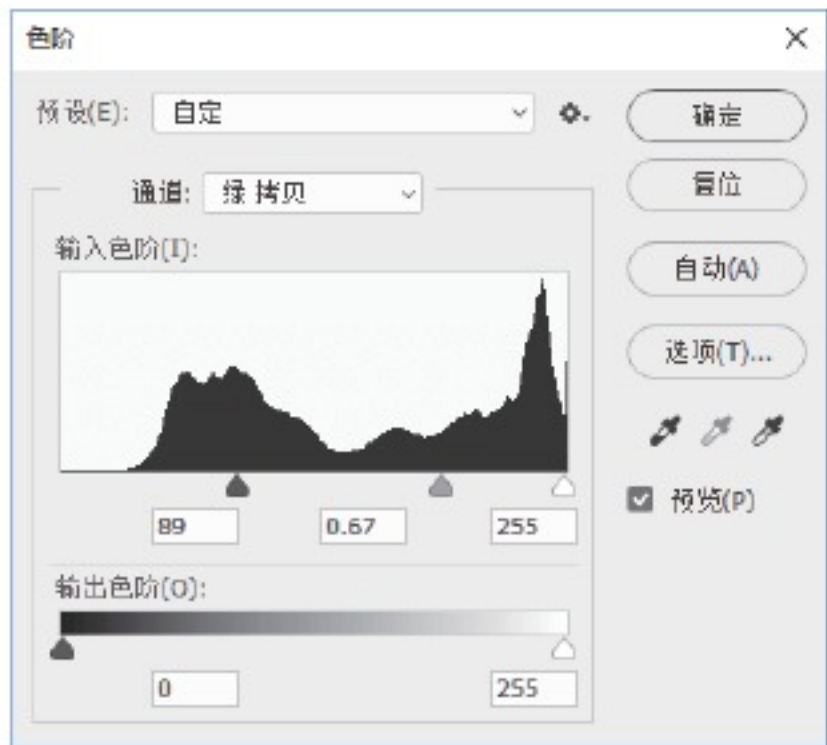 色阶
预设(E): 自定
确定
通道: 绿 拷贝
复位
输入色阶(I):
自动(A)
选项(T)...
预览(P)
89 0.67 255
输出色阶(O):
0 255